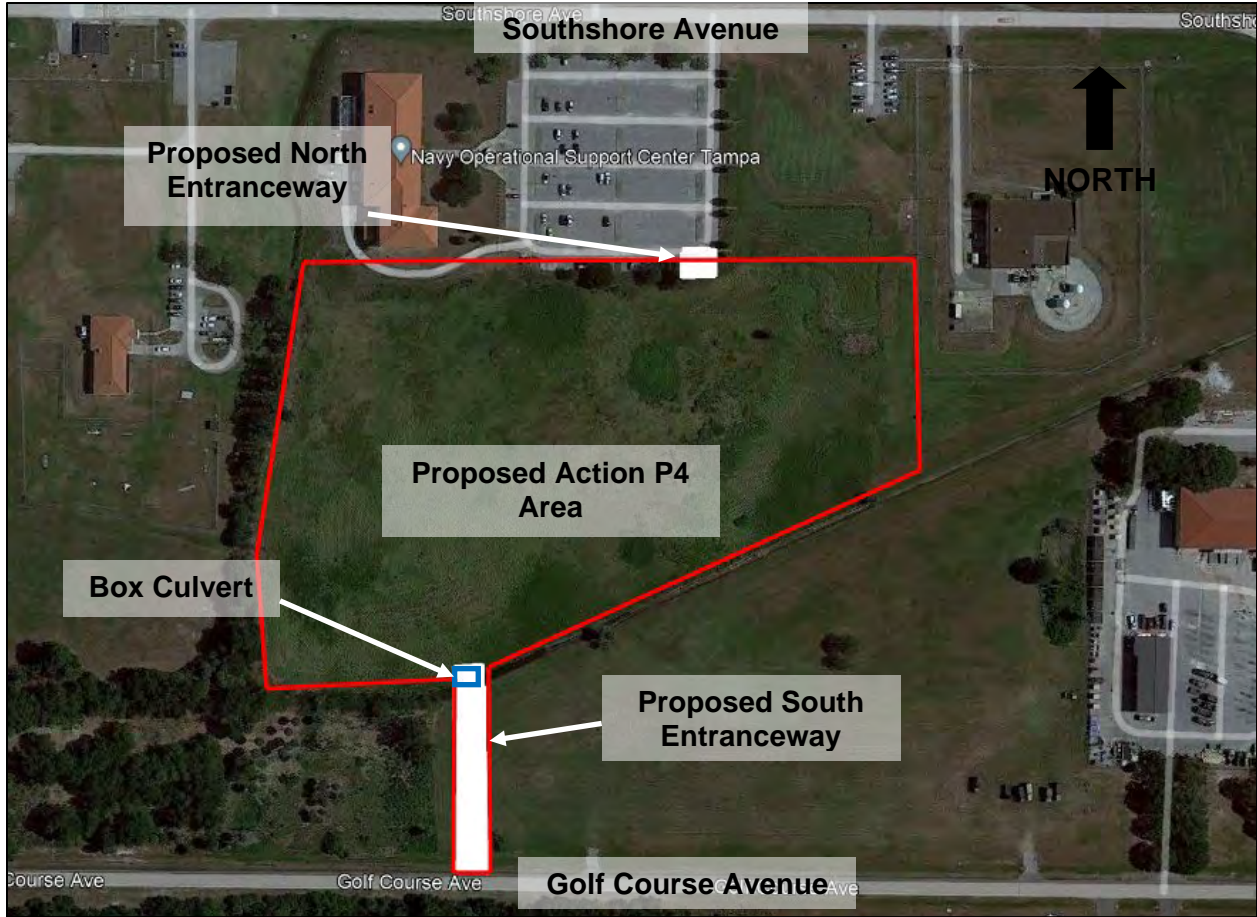 Southshore Ave
Southsho
Southshore Avenue
Proposed North
Entranceway
Navy Operational Support Center Tampa
NORTH
Proposed Action P4
Area
Box Culvert
Proposed South
Entranceway
Course Ave
Golf Course Ave
Golf Course Avenue